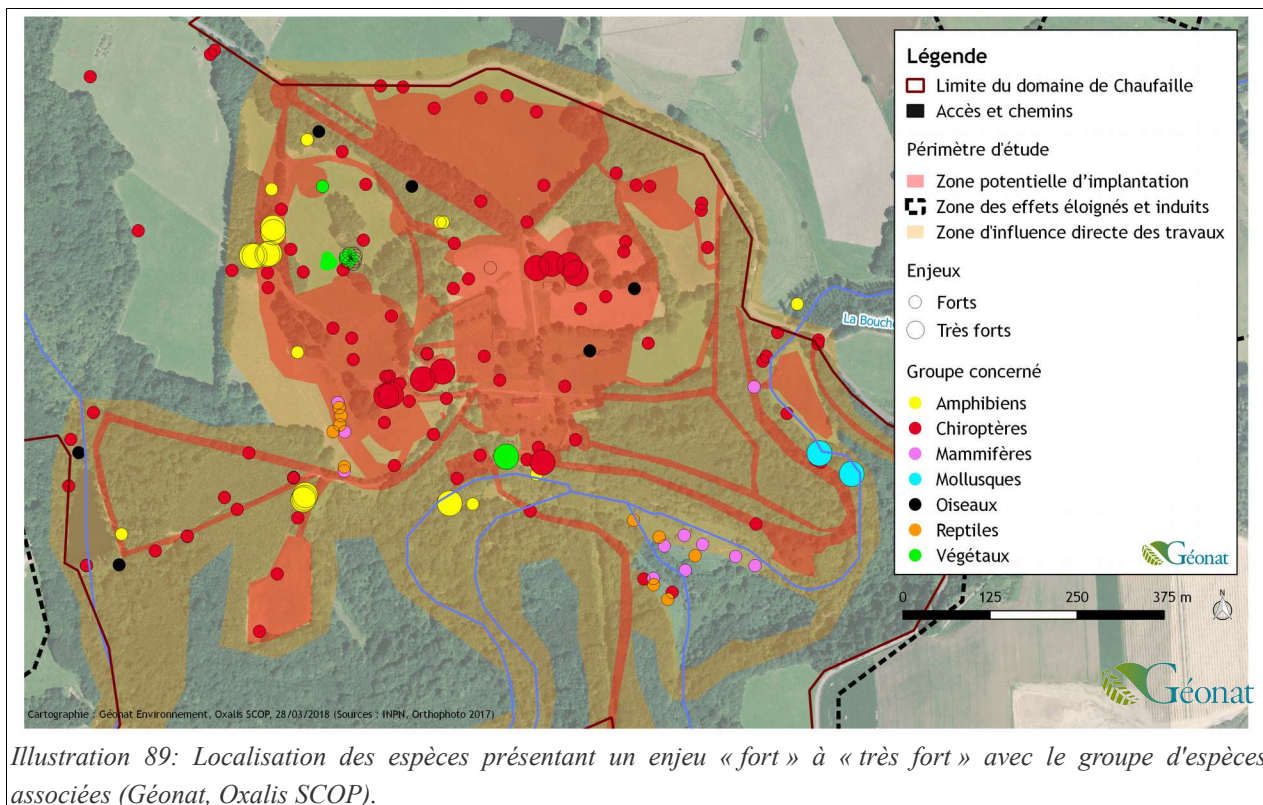 Légende
Limite du domaine de Chaufaille
Accès et chemins
Périmètre d'étude
Zone potentielle d'implantation
Zone des effets éloignés et induits
Zone d'influence directe des travaux
Enjeux
Forts
Très forts
Groupe concerné
Amphibiens
Chiroptères
Mammifères
Mollusques
Oiseaux
Reptiles
Végétaux
Géonat
La Bouche
0 125 250 375 m
N
Géonat
Cartographie : Géonat Environnement, Oxalis SCOP, 28/03/2018 (Sources : INPN, Orthophoto 2017)
Illustration 89: Localisation des espèces présentant un enjeu « fort » à « très fort » avec le groupe d'espèces
associées (Géonat, Oxalis SCOP).